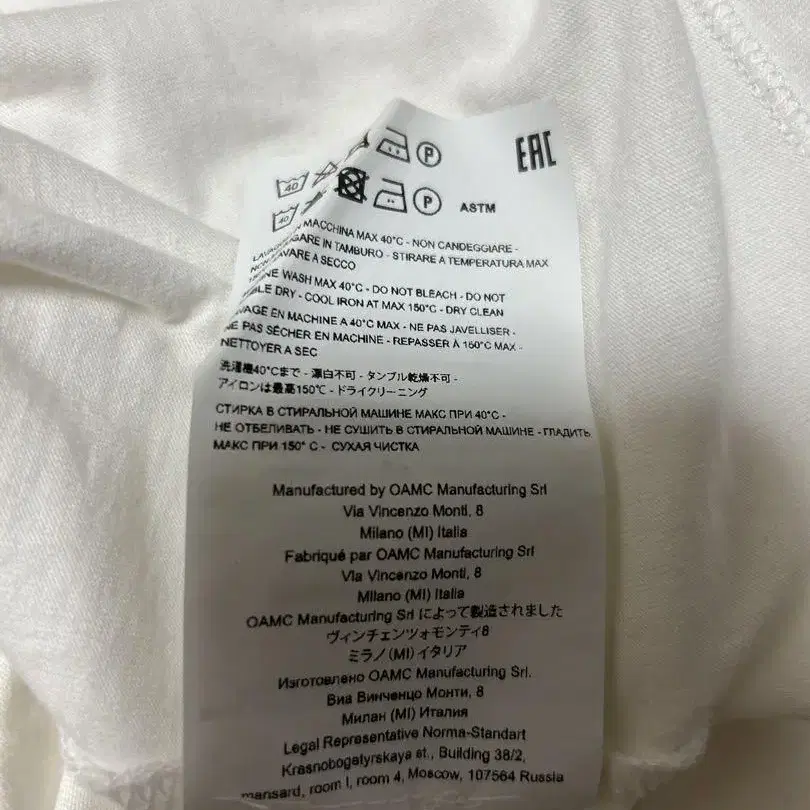 P
EAC
40
P
ASTM
40
MACCHINA MAX 40°C - NON CANDEGGIARE -
IN TAMBURO - STIRARE A TEMPERATURA MAX
A SECCO
WASH MAX 40°C - DO NOT BLEACH - DO NOT
DRY - COOL IRON AT MAX 150°C - DRY CLEAN
EN MACHINE A 40°C MAX - NE PAS JAVELLISER -
NE PAS SÉCHER EN MACHINE - REPASSER À 150°C MAX -
NETTOYER A SEC
洗濯機40°Cまで - 漂白不可 - タンブル乾燥不可 -
アイロンは最高150℃ - ドライクリーニング
СТИРКА В СТИРАЛЬНОЙ МАШИНЕ МАКС ПРИ 40°C -
НЕ ОТБЕЛИВАТЬ - НЕ СУШИТЬ В СТИРАЛЬНОЙ МАШИНЕ - ГЛАДИТЬ
МАКС ПРИ 150° C - СУХАЯ ЧИСТКА
Manufactured by OAMC Manufacturing Srl
Via Vincenzo Monti, 8
Milano (MI) Italia
Fabriqué par OAMC Manufacturing Srl
Via Vincenzo Monti, 8
Milano (MI) Italia
OAMC Manufacturing Srl によって製造されました
ヴィンチェンツォモンティ8
ミラノ(MI)イタリア
Изготовлено OAMC Manufacturing Srl.
Виа Винченцо Монти, 8
Милан (MI) Италия
Legal Representative Norma-Standart
Krasnobogatyrskaya st., Building 38/2,
mansard, room I, room 4, Moscow, 107564 Russia